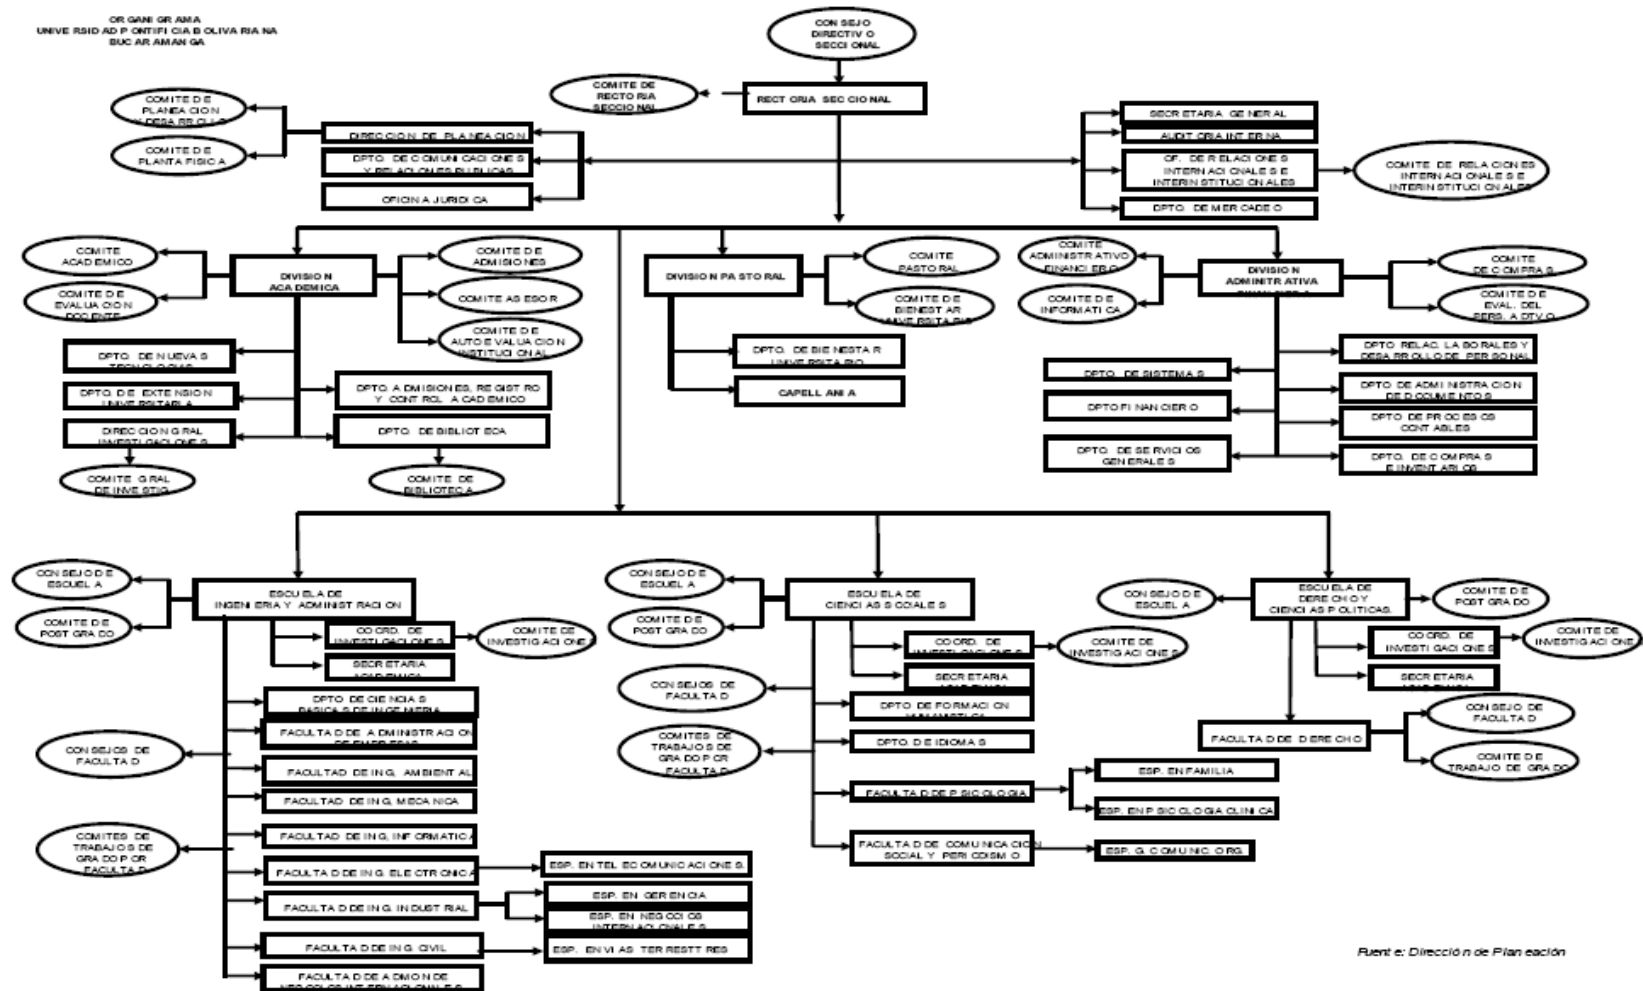 ORGANIGRAMA
UNIVERSIDAD PONTIFICIA BOLIVARIANA
BUCARAMANGA
CONSEJO
DIRECTIVO
SECCIONAL
COMITE DE
RECTORIA
SECCIONAL
RECTORIA SECCIONAL
COMITE DE
PLANEACION
Y DESARROLLO
COMITE DE
PLANTA FISICA
DIRECCION DE PLANEACION
DPTO. DE COMUNICACIONES
Y RELACIONES PUBLICAS
OFICINA JURIDICA
SECRETARIA GENERAL
AUDITORIA INTERNA
OF. DE RELACIONES
INTERNACIONALES E
INTERINSTITUCIONALES
DPTO. DE MERCADEO
COMITE DE RELACIONES
INTERNACIONALES E
INTERINSTITUCIONALES
COMITE
ACADEMICO
COMITE DE
EVALUACION
DOCENTE
DIVISION
ACADEMICA
COMITE DE
ADMISIONES
COMITE ASESOR
COMITE DE
AUTOEVALUACION
INSTITUCIONAL
DPTO. DE NUEVAS
TECNOLOGIAS
DPTO. DE EXTENSION
UNIVERSITARIA
DIRECCION GRAL
INVESTIGACIONES
COMITE GRAL
DE INVESTIG
DPTO. ADMISIONES, REGISTRO
Y CONTROL ACADEMICO
DPTO. DE BIBLIOTECA
COMITE DE
BIBLIOTECA
DIVISION PASTORAL
COMITE
PASTORAL
COMITE DE
BIENESTAR
UNIVERSITARIO
DPTO. DE BIENESTAR
UNIVERSITARIO
CAPELLANIA
COMITE
ADMINISTRATIVO
FINANCIERO
COMITE DE
INFORMATICA
DIVISION
ADMINITRATIVA
FINANCIERA
COMITE
DE COMPRAS
COMITE DE
EVAL. DEL
PERS. ADTVO
DPTO. DE SISTEMAS
DPTO FINANCIERO
DPTO. DE SERVICIOS
GENERALES
DPTO RELAC. LABORALES Y
DESARROLLO DE PERSONAL
DPTO DE ADMINISTRACION
DE DOCUMENTOS
DPTO DE PROCESOS
CONTABLES
DPTO. DE COMPRAS
E INVENTARIOS
CONSEJO DE
ESCUELA
COMITE DE
POSTGRADO
ESCUELA DE
INGENIERIA Y ADMINISTRACION
COORD. DE
INVESTIGACIONES
SECRETARIA
ACADEMICA
COMITE DE
INVESTIGACIONES
CONSEJOS DE
FACULTAD
COMITES DE
TRABAJOS DE
GRADO POR
FACULTAD
DPTO DE CIENCIAS
BASICAS DE INGENIERIA
FACULTAD DE ADMINISTRACION
DE EMPRESAS
FACULTAD DE ING. AMBIENTAL
FACULTAD DE ING. MECANICA
FACULTAD DE ING. INFORMATICA
FACULTAD DE ING. ELECTRONICA
FACULTAD DE ING. INDUSTRIAL
FACULTAD DE ING. CIVIL
FACULTAD DE ADMON DE
NEGOCIOS INTERNACIONALES
ESP. EN TELECOMUNICACIONES.
ESP. EN GERENCIA
ESP. EN NEGOCIOS
INTERNACIONALES
ESP. EN VIAS TERRESTTRES
CONSEJO DE
ESCUELA
COMITE DE
POSTGRADO
ESCUELA DE
CIENCIAS SOCIALES
COORD. DE
INVESTIGACIONES
SECRETARIA
ACADEMICA
COMITE DE
INVESTIGACIONES
CONSEJOS DE
FACULTAD
COMITES DE
TRABAJOS DE
GRADO POR
FACULTAD
DPTO DE FORMACION
HUMANISTICA
DPTO. DE IDIOMAS
FACULTAD DE PSICOLOGIA
FACULTAD DE COMUNICACION
SOCIAL Y PERIODISMO
ESP. EN FAMILIA
ESP. EN PSICOLOGIA CLINICA
ESP. G. COMUNIC. ORG.
CONSEJO DE
ESCUELA
ESCUELA DE
DERECHO Y
CIENCIAS POLITICAS.
COMITE DE
POSTGRADO
COORD. DE
INVESTIGACIONES
SECRETARIA
ACADEMICA
COMITE DE
INVESTIGACIONES
FACULTAD DE DERECHO
CONSEJO DE
FACULTAD
COMITE DE
TRABAJO DE GRADO
Fuente: Dirección de Planeación